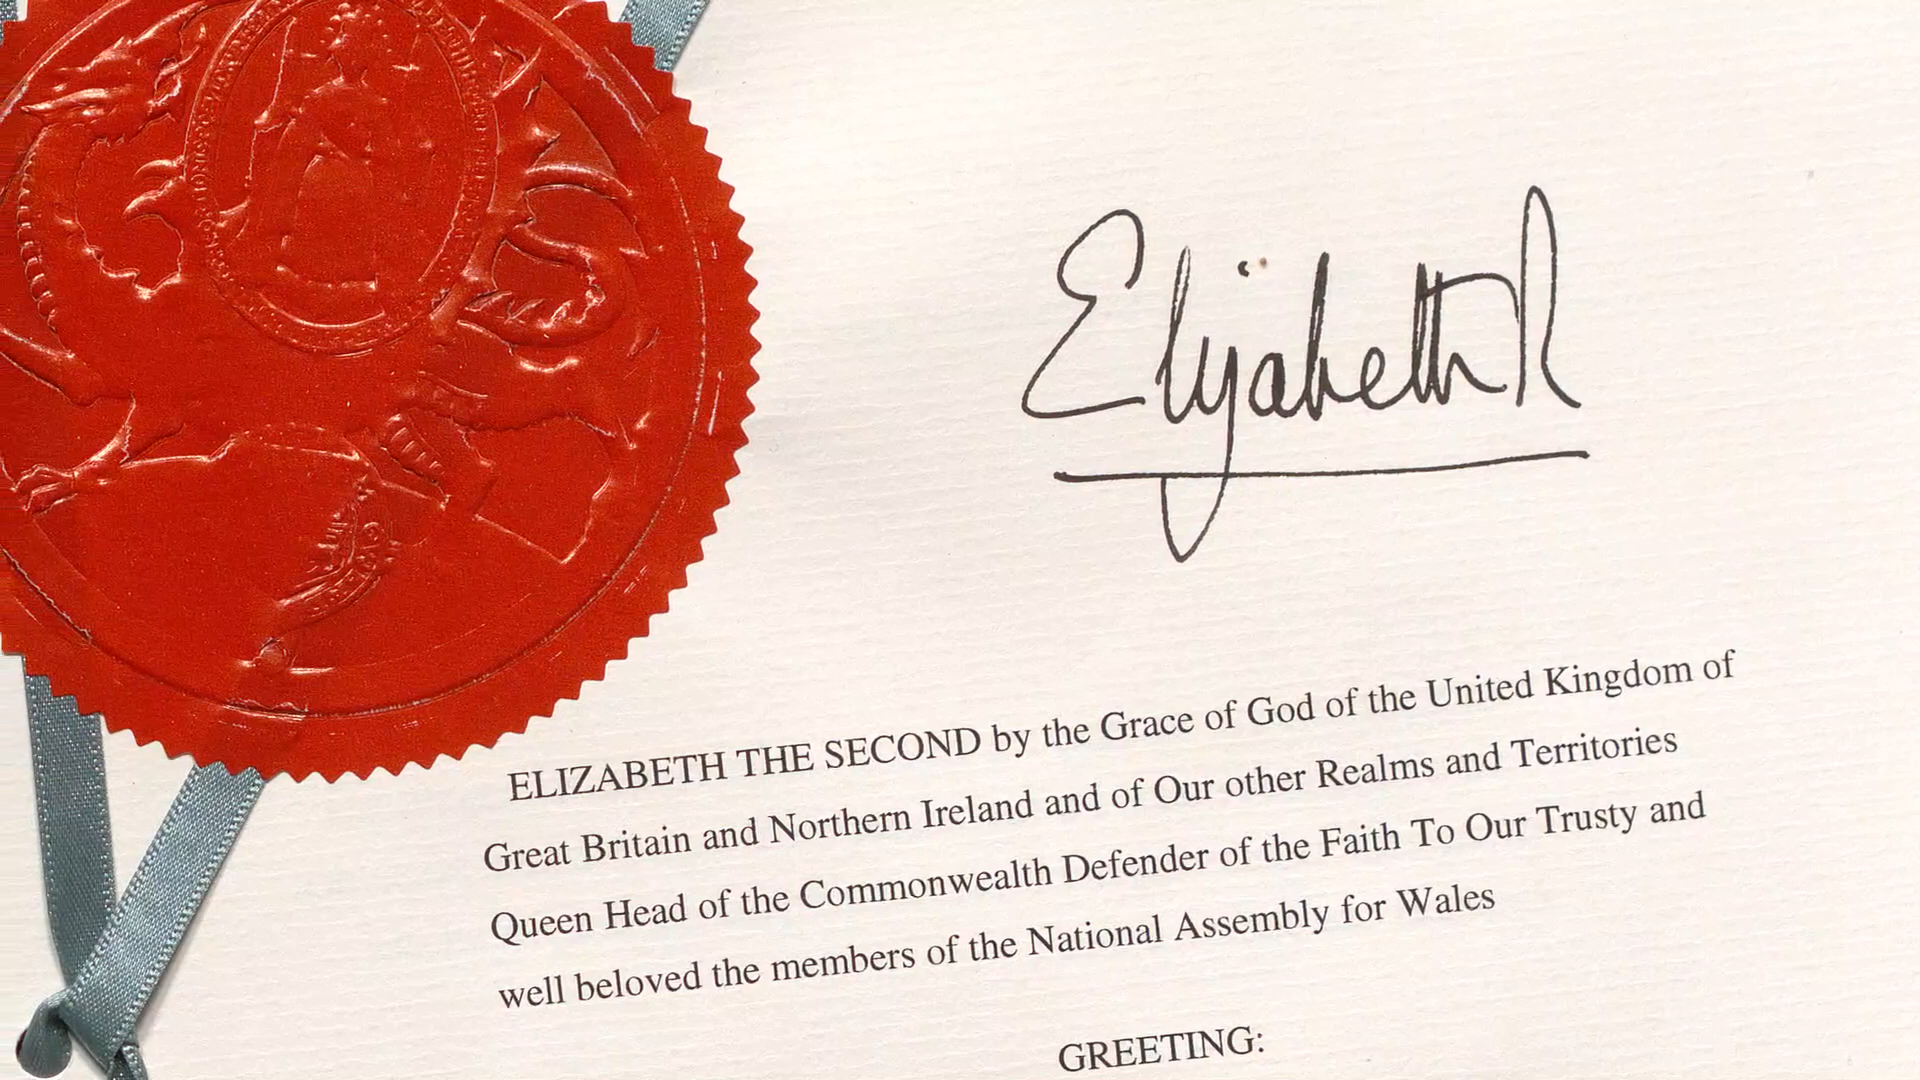 Elizabeth R
ELIZABETH THE SECOND by the Grace of God of the United Kingdom of
Great Britain and Northern Ireland and of Our other Realms and Territories
Queen Head of the Commonwealth Defender of the Faith To Our Trusty and
well beloved the members of the National Assembly for Wales
GREETING: